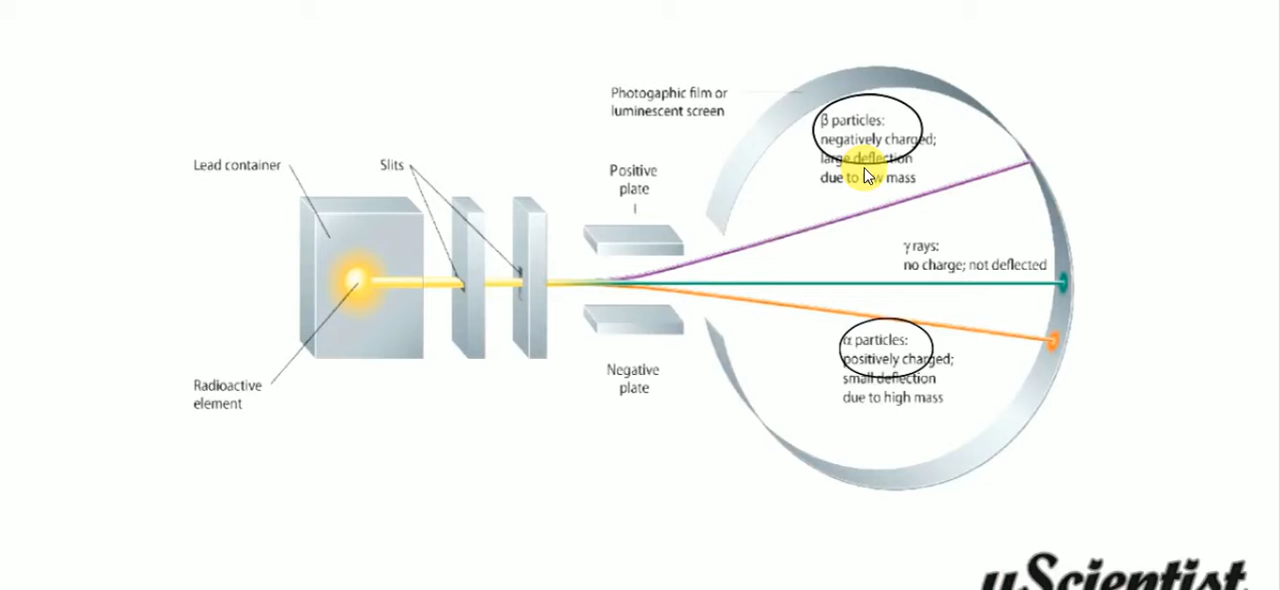 Photogaphic film or
luminescent screen
β particles:
negatively charged;
large deflection
due to low mass
Lead container
Slits
Positive
plate
γ rays:
no charge; not deflected
α particles:
positively charged;
small deflection
due to high mass
Negative
plate
Radioactive
element
uScientist